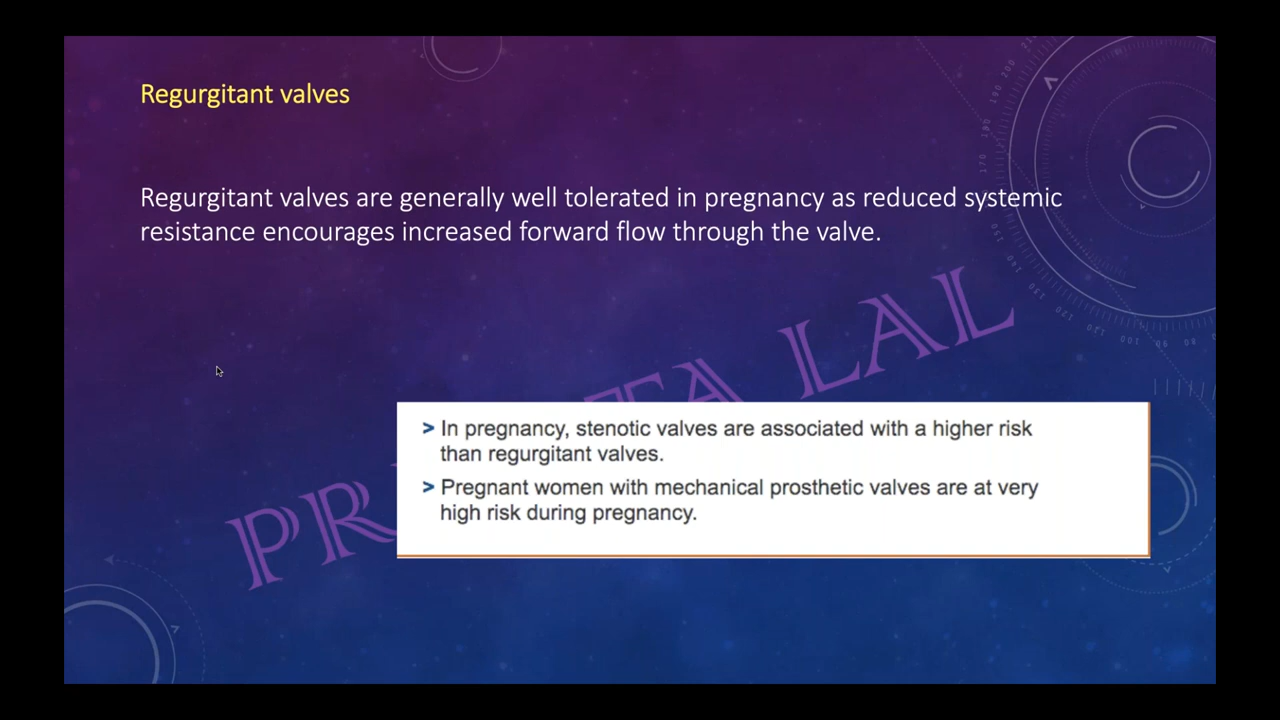 Regurgitant valves
Regurgitant valves are generally well tolerated in pregnancy as reduced systemic
resistance encourages increased forward flow through the valve.
LAL
> In pregnancy, stenotic valves are associated with a higher risk
than regurgitant valves.
> Pregnant women with mechanical prosthetic valves are at very
high risk during pregnancy.